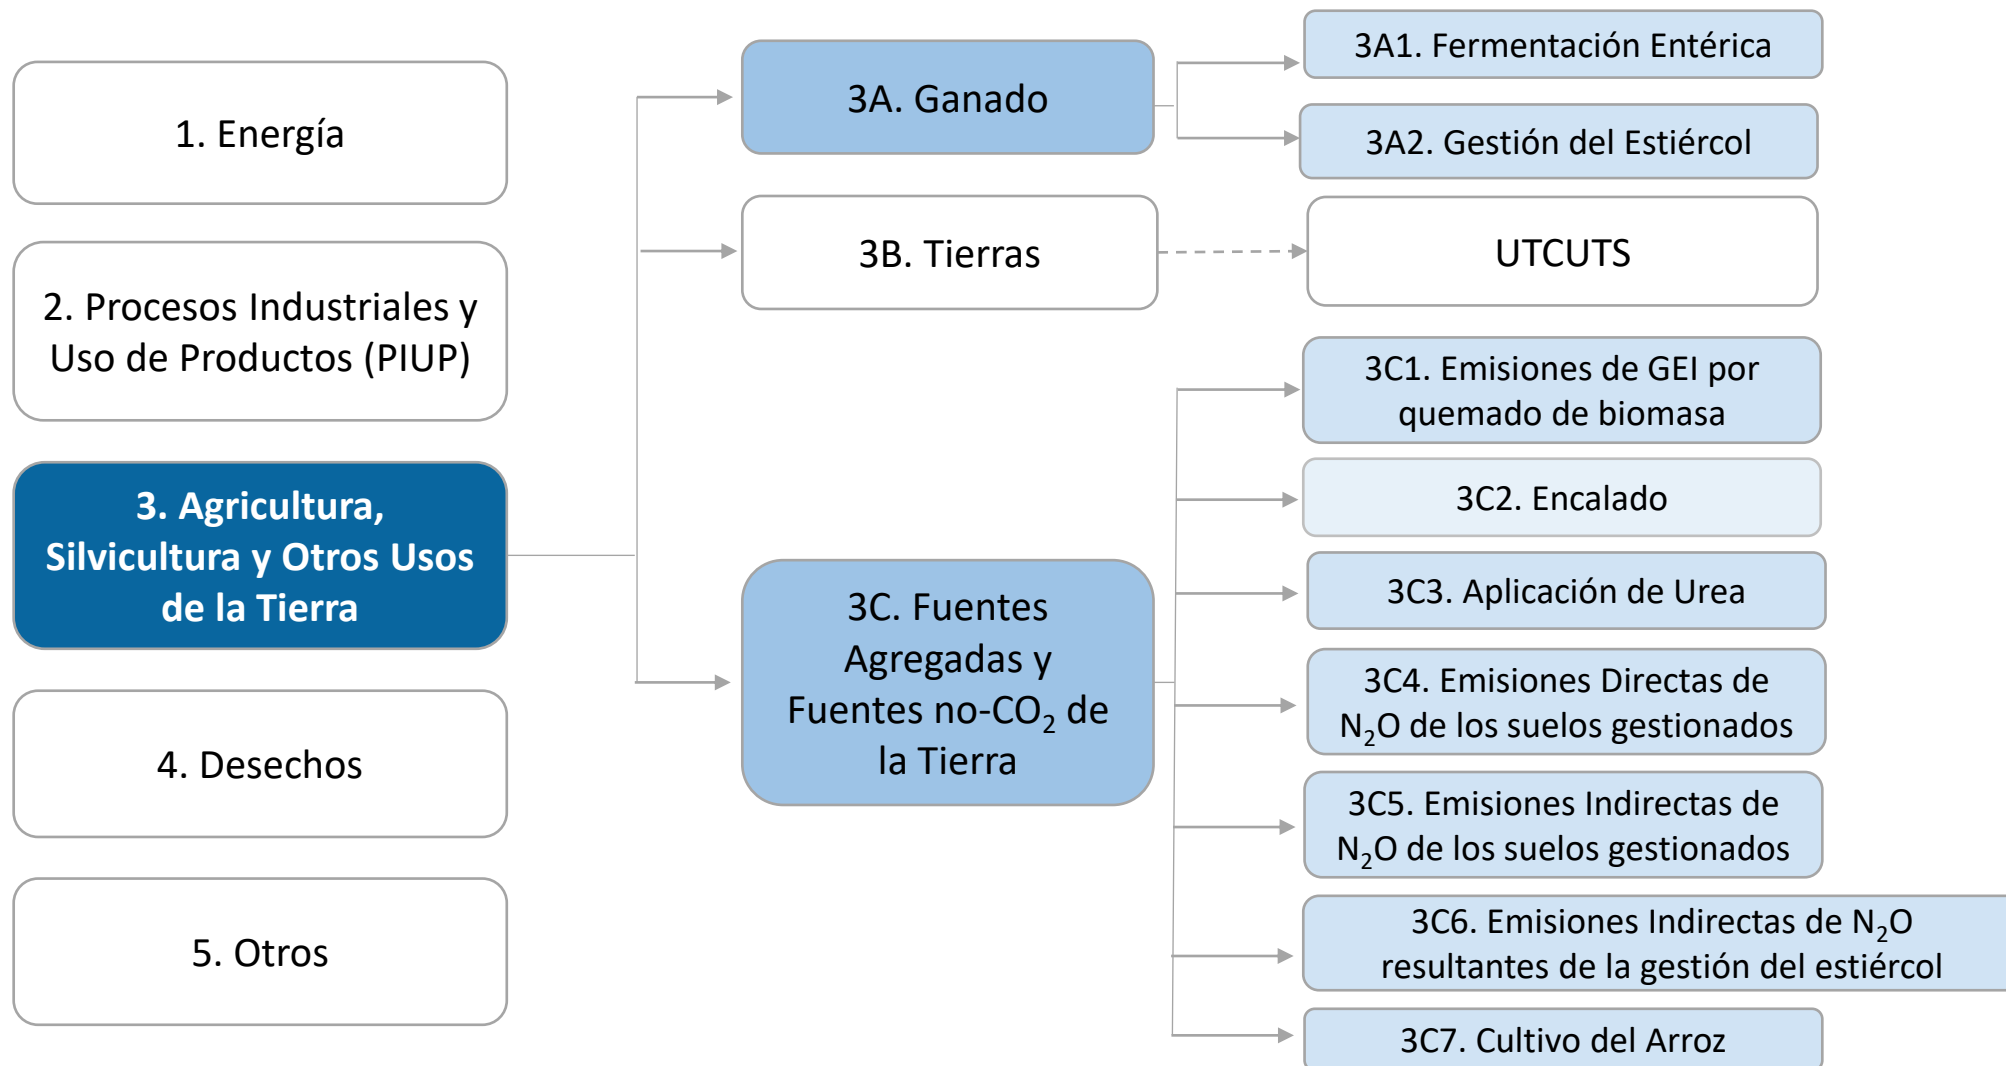 1. Energía
2. Procesos Industriales y
Uso de Productos (PIUP)
3. Agricultura,
Silvicultura y Otros Usos
de la Tierra
4. Desechos
5. Otros
3A. Ganado
3B. Tierras
3C. Fuentes
Agregadas y
Fuentes no-CO₂ de
la Tierra
3A1. Fermentación Entérica
3A2. Gestión del Estiércol
UTCUTS
3C1. Emisiones de GEI por
quemado de biomasa
3C2. Encalado
3C3. Aplicación de Urea
3C4. Emisiones Directas de
N₂O de los suelos gestionados
3C5. Emisiones Indirectas de
N₂O de los suelos gestionados
3C6. Emisiones Indirectas de N₂O
resultantes de la gestión del estiércol
3C7. Cultivo del Arroz